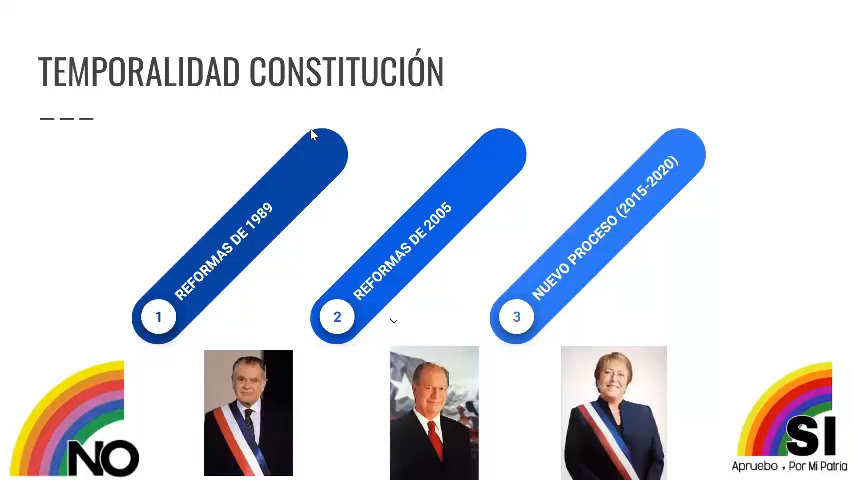 TEMPORALIDAD CONSTITUCIÓN
REFORMAS DE 1989
REFORMAS DE 2005
NUEVO PROCESO (2015-2020)
1
2
3
NO
SI
Apruebo , Por Mi Patria